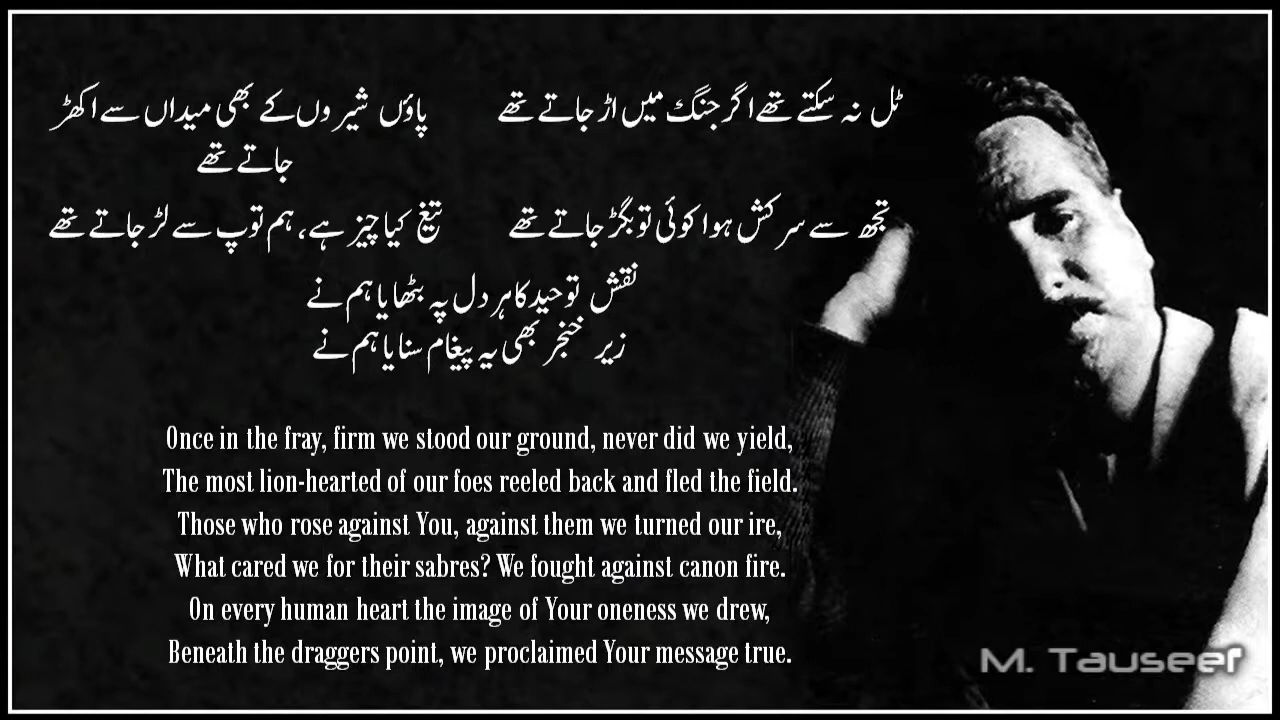 ٹل نہ سکتے تھے اگر جنگ میں اڑ جاتے تھے پاؤں شیروں کے بھی میداں سے اکھڑ
جاتے تھے
تجھ سے سرکش ہوا کوئی تو بگڑ جاتے تھے تیغ کیا چیز ہے، ہم توپ سے لڑ جاتے تھے
نقش توحید کا ہر دل پہ بٹھایا ہم نے
زیر خنجر بھی یہ پیغام سنایا ہم نے
Once in the fray, firm we stood our ground, never did we yield,
The most lion-hearted of our foes reeled back and fled the field.
Those who rose against You, against them we turned our ire,
What cared we for their sabres? We fought against canon fire.
On every human heart the image of Your oneness we drew,
Beneath the draggers point, we proclaimed Your message true.
M. Tauseef